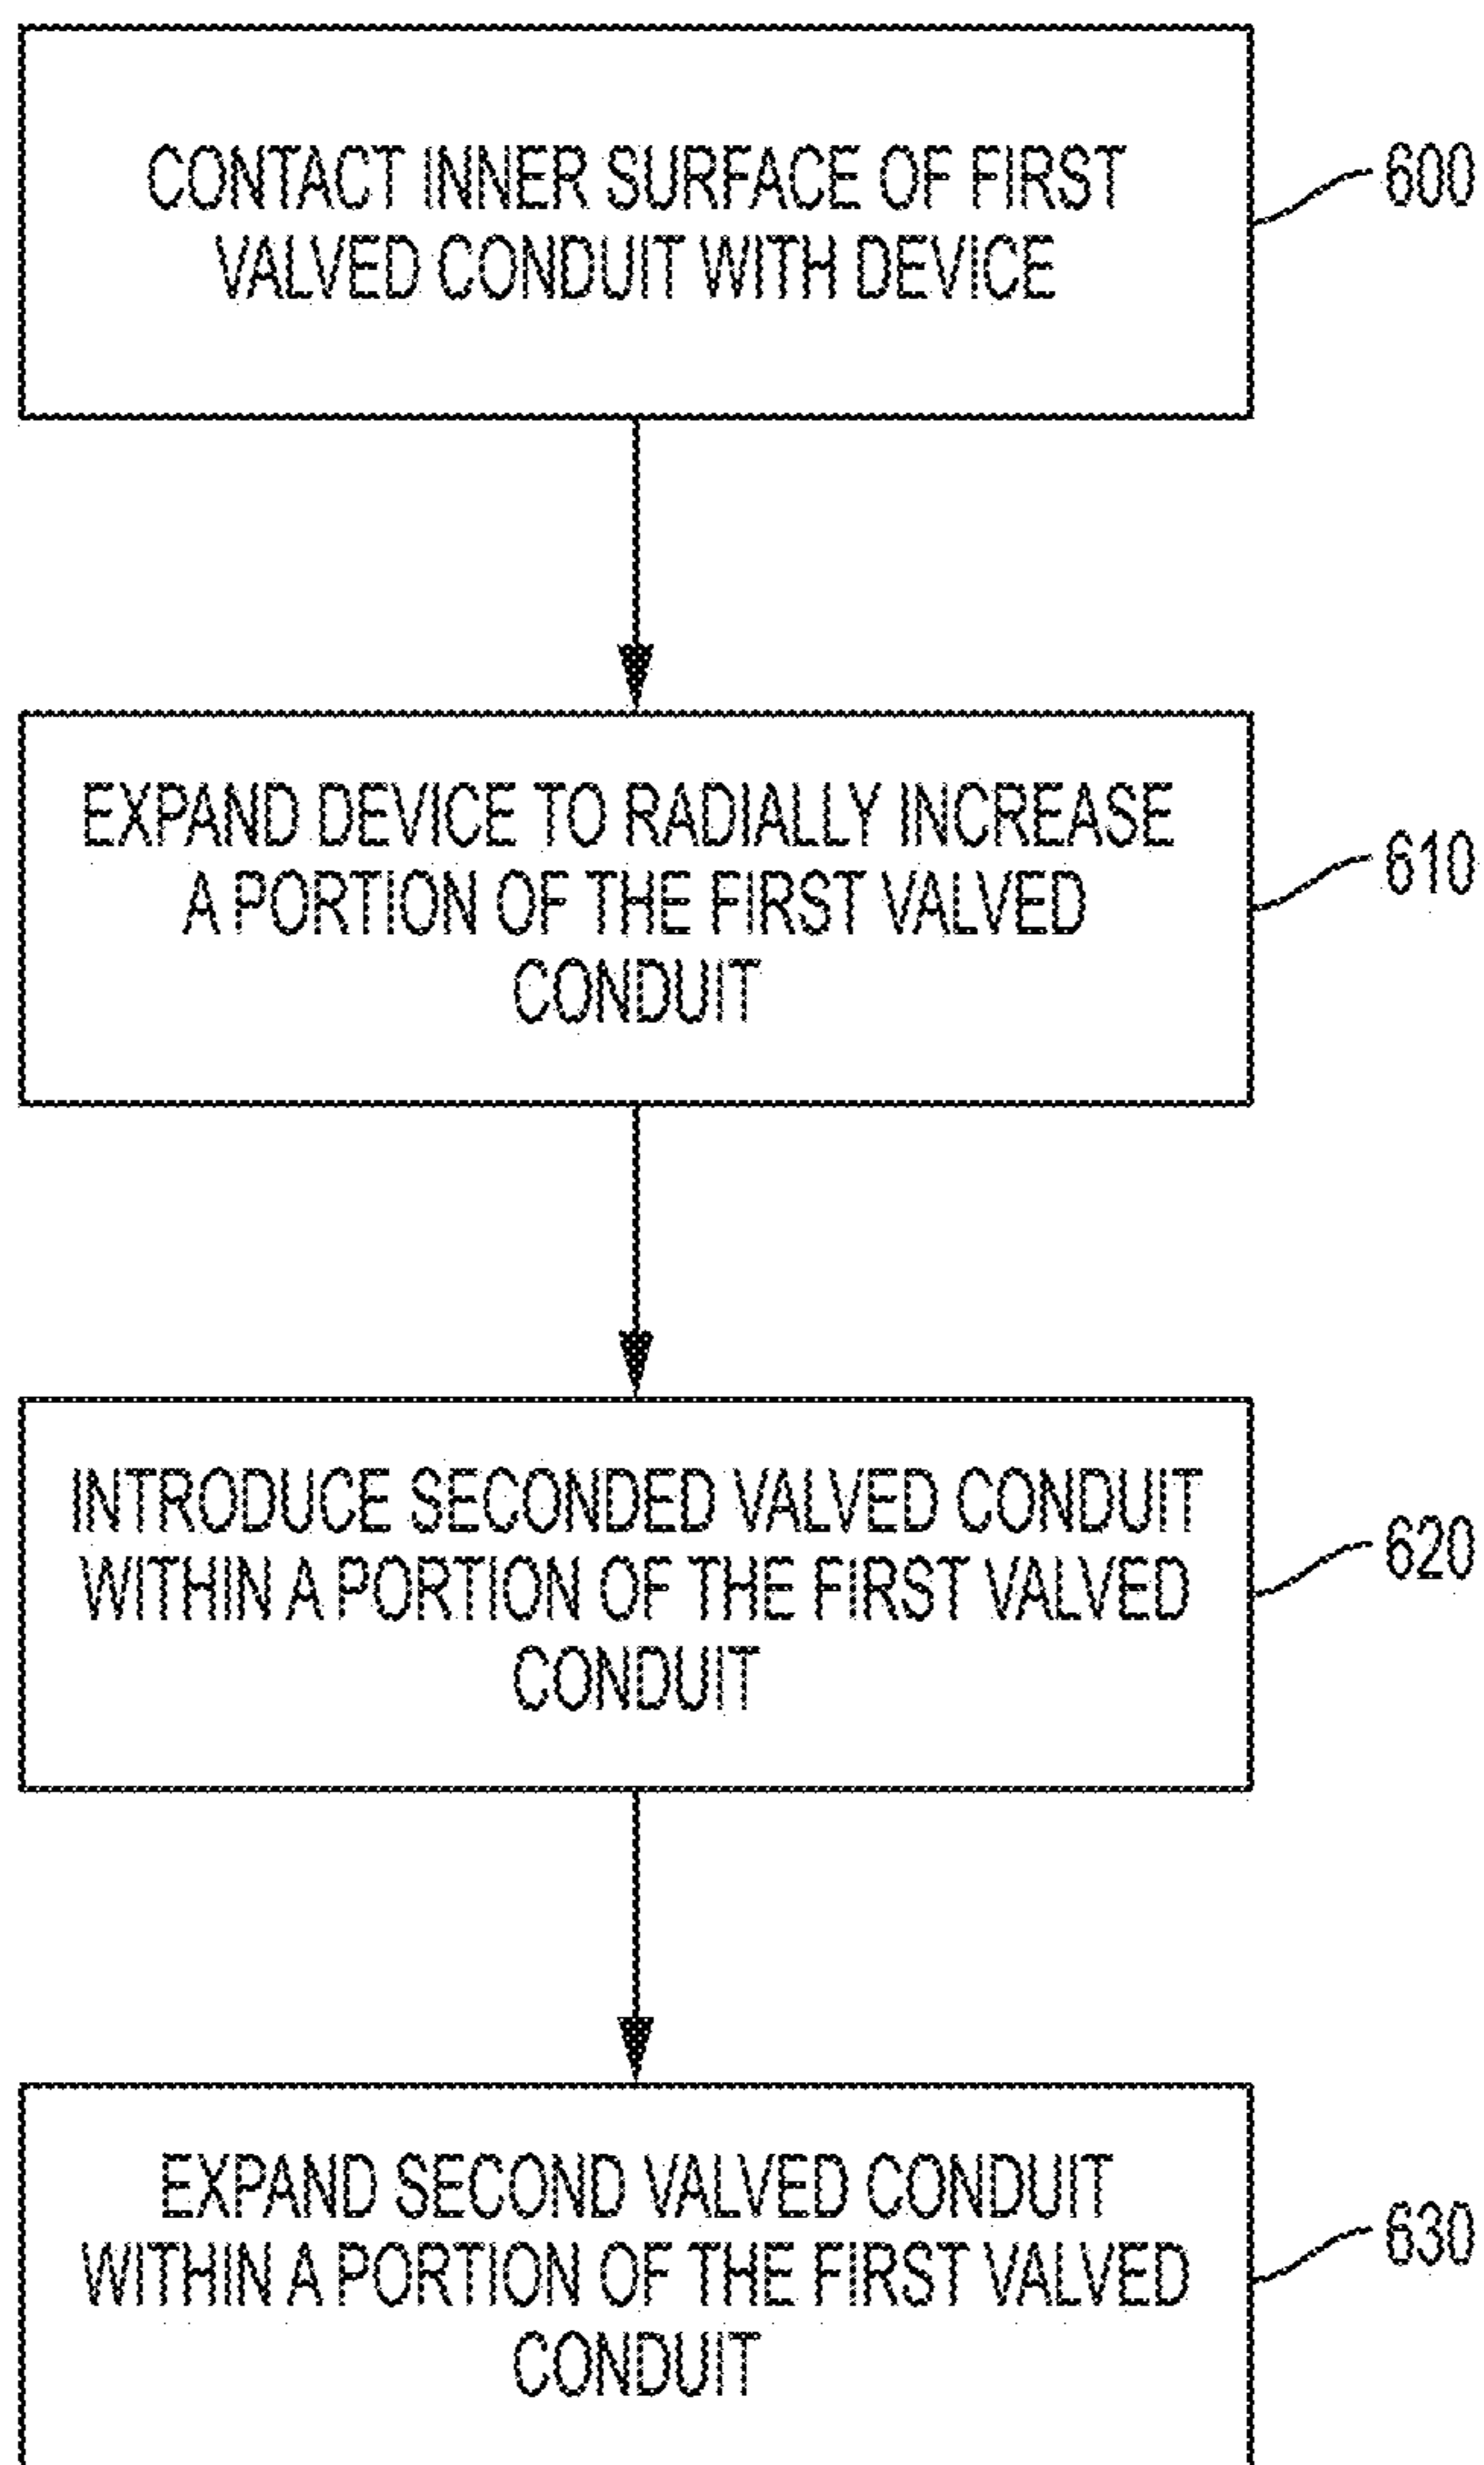 CONTACT INNER SURFACE OF FIRST
VALVED CONDUIT WITH DEVICE
600
EXPAND DEVICE TO RADIALLY INCREASE
A PORTION OF THE FIRST VALVED
CONDUIT
610
INTRODUCE SECONDED VALVED CONDUIT
WITHIN A PORTION OF THE FIRST VALVED
CONDUIT
620
EXPAND SECOND VALVED CONDUIT
WITHIN A PORTION OF THE FIRST VALVED
CONDUIT
630